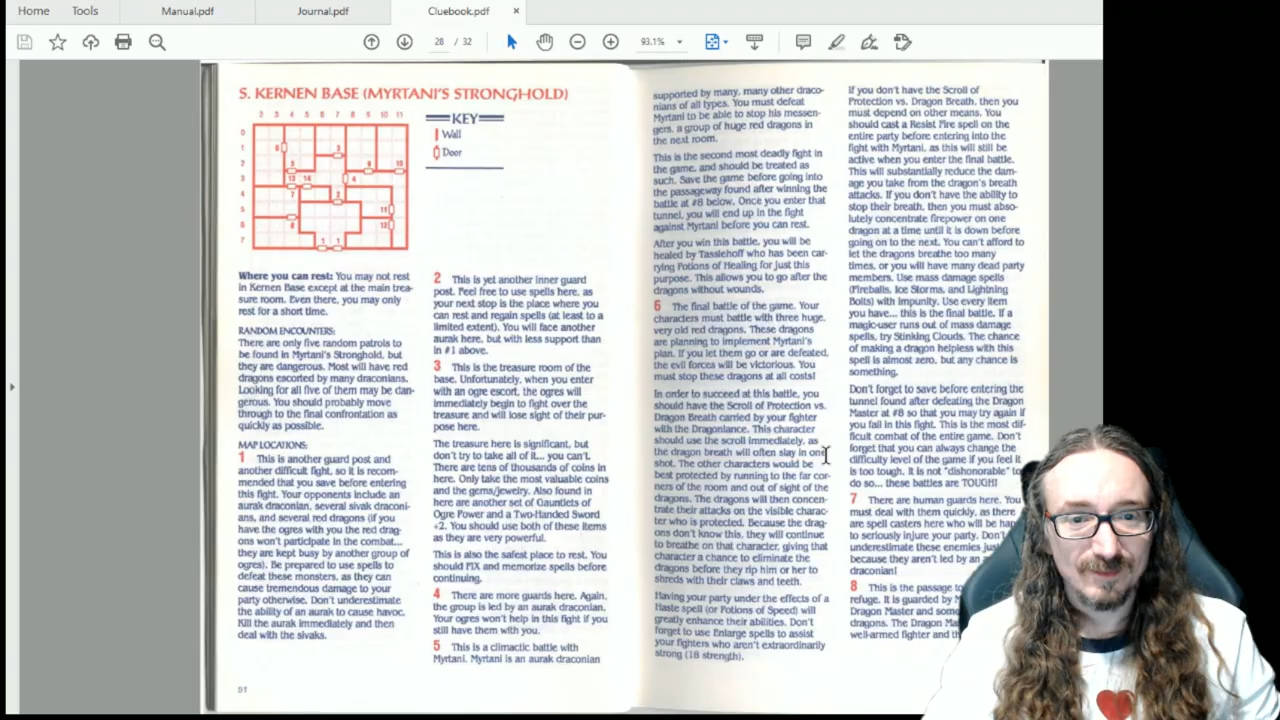 Home Tools Manual.pdf Journal.pdf Cluebook.pdf ×
28 / 32 93.1%
5. KERNEN BASE (MYRTANI'S STRONGHOLD)
2 3 4 5 6 7 8 9 10 11
0
1
2
3
4
5
6
7
KEY
Wall
Door
Where you can rest: You may not rest
in Kernen Base except at the main trea-
sure room. Even there, you may only
rest for a short time.
RANDOM ENCOUNTERS:
There are only five random patrols to
be found in Myrtani's Stronghold, but
they are dangerous. Most will have red
dragons escorted by many draconians.
Looking for all five of them may be dan-
gerous. You should probably move
through to the final confrontation as
quickly as possible.
MAP LOCATIONS:
1 This is another guard post and
another difficult fight, so it is recom-
mended that you save before entering
this fight. Your opponents include an
aurak draconian, several sivak draconi-
ans, and several red dragons (if you
have the ogres with you the red drag-
ons won't participate in the combat...
they are kept busy by another group of
ogres). Be prepared to use spells to
defeat these monsters, as they can
cause tremendous damage to your
party otherwise. Don't underestimate
the ability of an aurak to cause havoc.
Kill the aurak immediately and then
deal with the sivaks.
91
2 This is yet another inner guard
post. Feel free to use spells here, as
your next stop is the place where you
can rest and regain spells (at least to a
limited extent). You will face another
aurak here, but with less support than
in #1 above.
3 This is the treasure room of the
base. Unfortunately, when you enter
with an ogre escort, the ogres will
immediately begin to fight over the
treasure and will lose sight of their pur-
pose here.
The treasure here is significant, but
don't try to take all of it... you can't.
There are tens of thousands of coins in
here. Only take the most valuable coins
and the gems/jewelry. Also found in
here are another set of Gauntlets of
Ogre Power and a Two-Handed Sword
+2. You should use both of these items
as they are very powerful.
This is also the safest place to rest. You
should FIX and memorize spells before
continuing.
4 There are more guards here. Again,
the group is led by an aurak draconian.
Your ogres won't help in this fight if you
still have them with you.
5 This is a climactic battle with
Myrtani. Myrtani is an aurak draconian
supported by many, many other draco-
nians of all types. You must defeat
Myrtani to be able to stop his messen-
gers, a group of huge red dragons in
the next room.
This is the second most deadly fight in
the game, and should be treated as
such. Save the game before going into
the passageway found after winning the
battle at #8 below. Once you enter that
tunnel, you will end up in the fight
against Myrtani before you can rest.
After you win this battle, you will be
healed by Tasslehoff who has been car-
rying Potions of Healing for just this
purpose. This allows you to go after the
dragons without wounds.
6 The final battle of the game. Your
characters must battle with three huge,
very old red dragons. These dragons
are planning to implement Myrtani's
plan. If you let them go or are defeated,
the evil forces will be victorious. You
must stop these dragons at all costs!
In order to succeed at this battle, you
should have the Scroll of Protection vs.
Dragon Breath carried by your fighter
with the Dragonlance. This character
should use the scroll immediately, as
the dragon breath will often slay in one
shot. The other characters would be
best protected by running to the far cor-
ners of the room and out of sight of the
dragons. The dragons will then concen-
trate their attacks on the visible charac-
ter who is protected. Because the drag-
ons don't know this, they will continue
to breathe on that character, giving that
character a chance to eliminate the
dragons before they rip him or her to
shreds with their claws and teeth.
Having your party under the effects of a
Haste spell (or Potions of Speed) will
greatly enhance their abilities. Don't
forget to use Enlarge spells to assist
your fighters who aren't extraordinarily
strong (18 strength).
If you don't have the Scroll of
Protection vs. Dragon Breath, then you
must depend on other means. You
should cast a Resist Fire spell on the
entire party before entering into the
fight with Myrtani, as this will still be
active when you enter the final battle.
This will substantially reduce the dam-
age you take from the dragon's breath
attacks. If you don't have the ability to
stop their breath, then you must abso-
lutely concentrate firepower on one
dragon at a time until it is down before
going on to the next. You can't afford to
let the dragons breathe too many
times, or you will have many dead party
members. Use mass damage spells
(Fireballs, Ice Storms, and Lightning
Bolts) with impunity. Use every item
you have... this is the final battle. If a
magic-user runs out of mass damage
spells, try Stinking Clouds. The chance
of making a dragon helpless with this
spell is almost zero, but any chance is
something.
Don't forget to save before entering the
tunnel found after defeating the Dragon
Master at #8 so that you may try again if
you fail in this fight. This is the most dif-
ficult combat of the entire game. Don't
forget that you can always change the
difficulty level of the game if you feel it
is too tough. It is not "dishonorable" to
do so... these battles are TOUGH!
7 There are human guards here. You
must deal with them quickly, as there
are spell casters here who will be hap
to seriously injure your party. Don'
underestimate these enemies jus
because they aren't led by an a
draconian!
8 This is the passage to
refuge. It is guarded by M
Dragon Master and som
dragons. The Dragon Ma
well-armed fighter and th